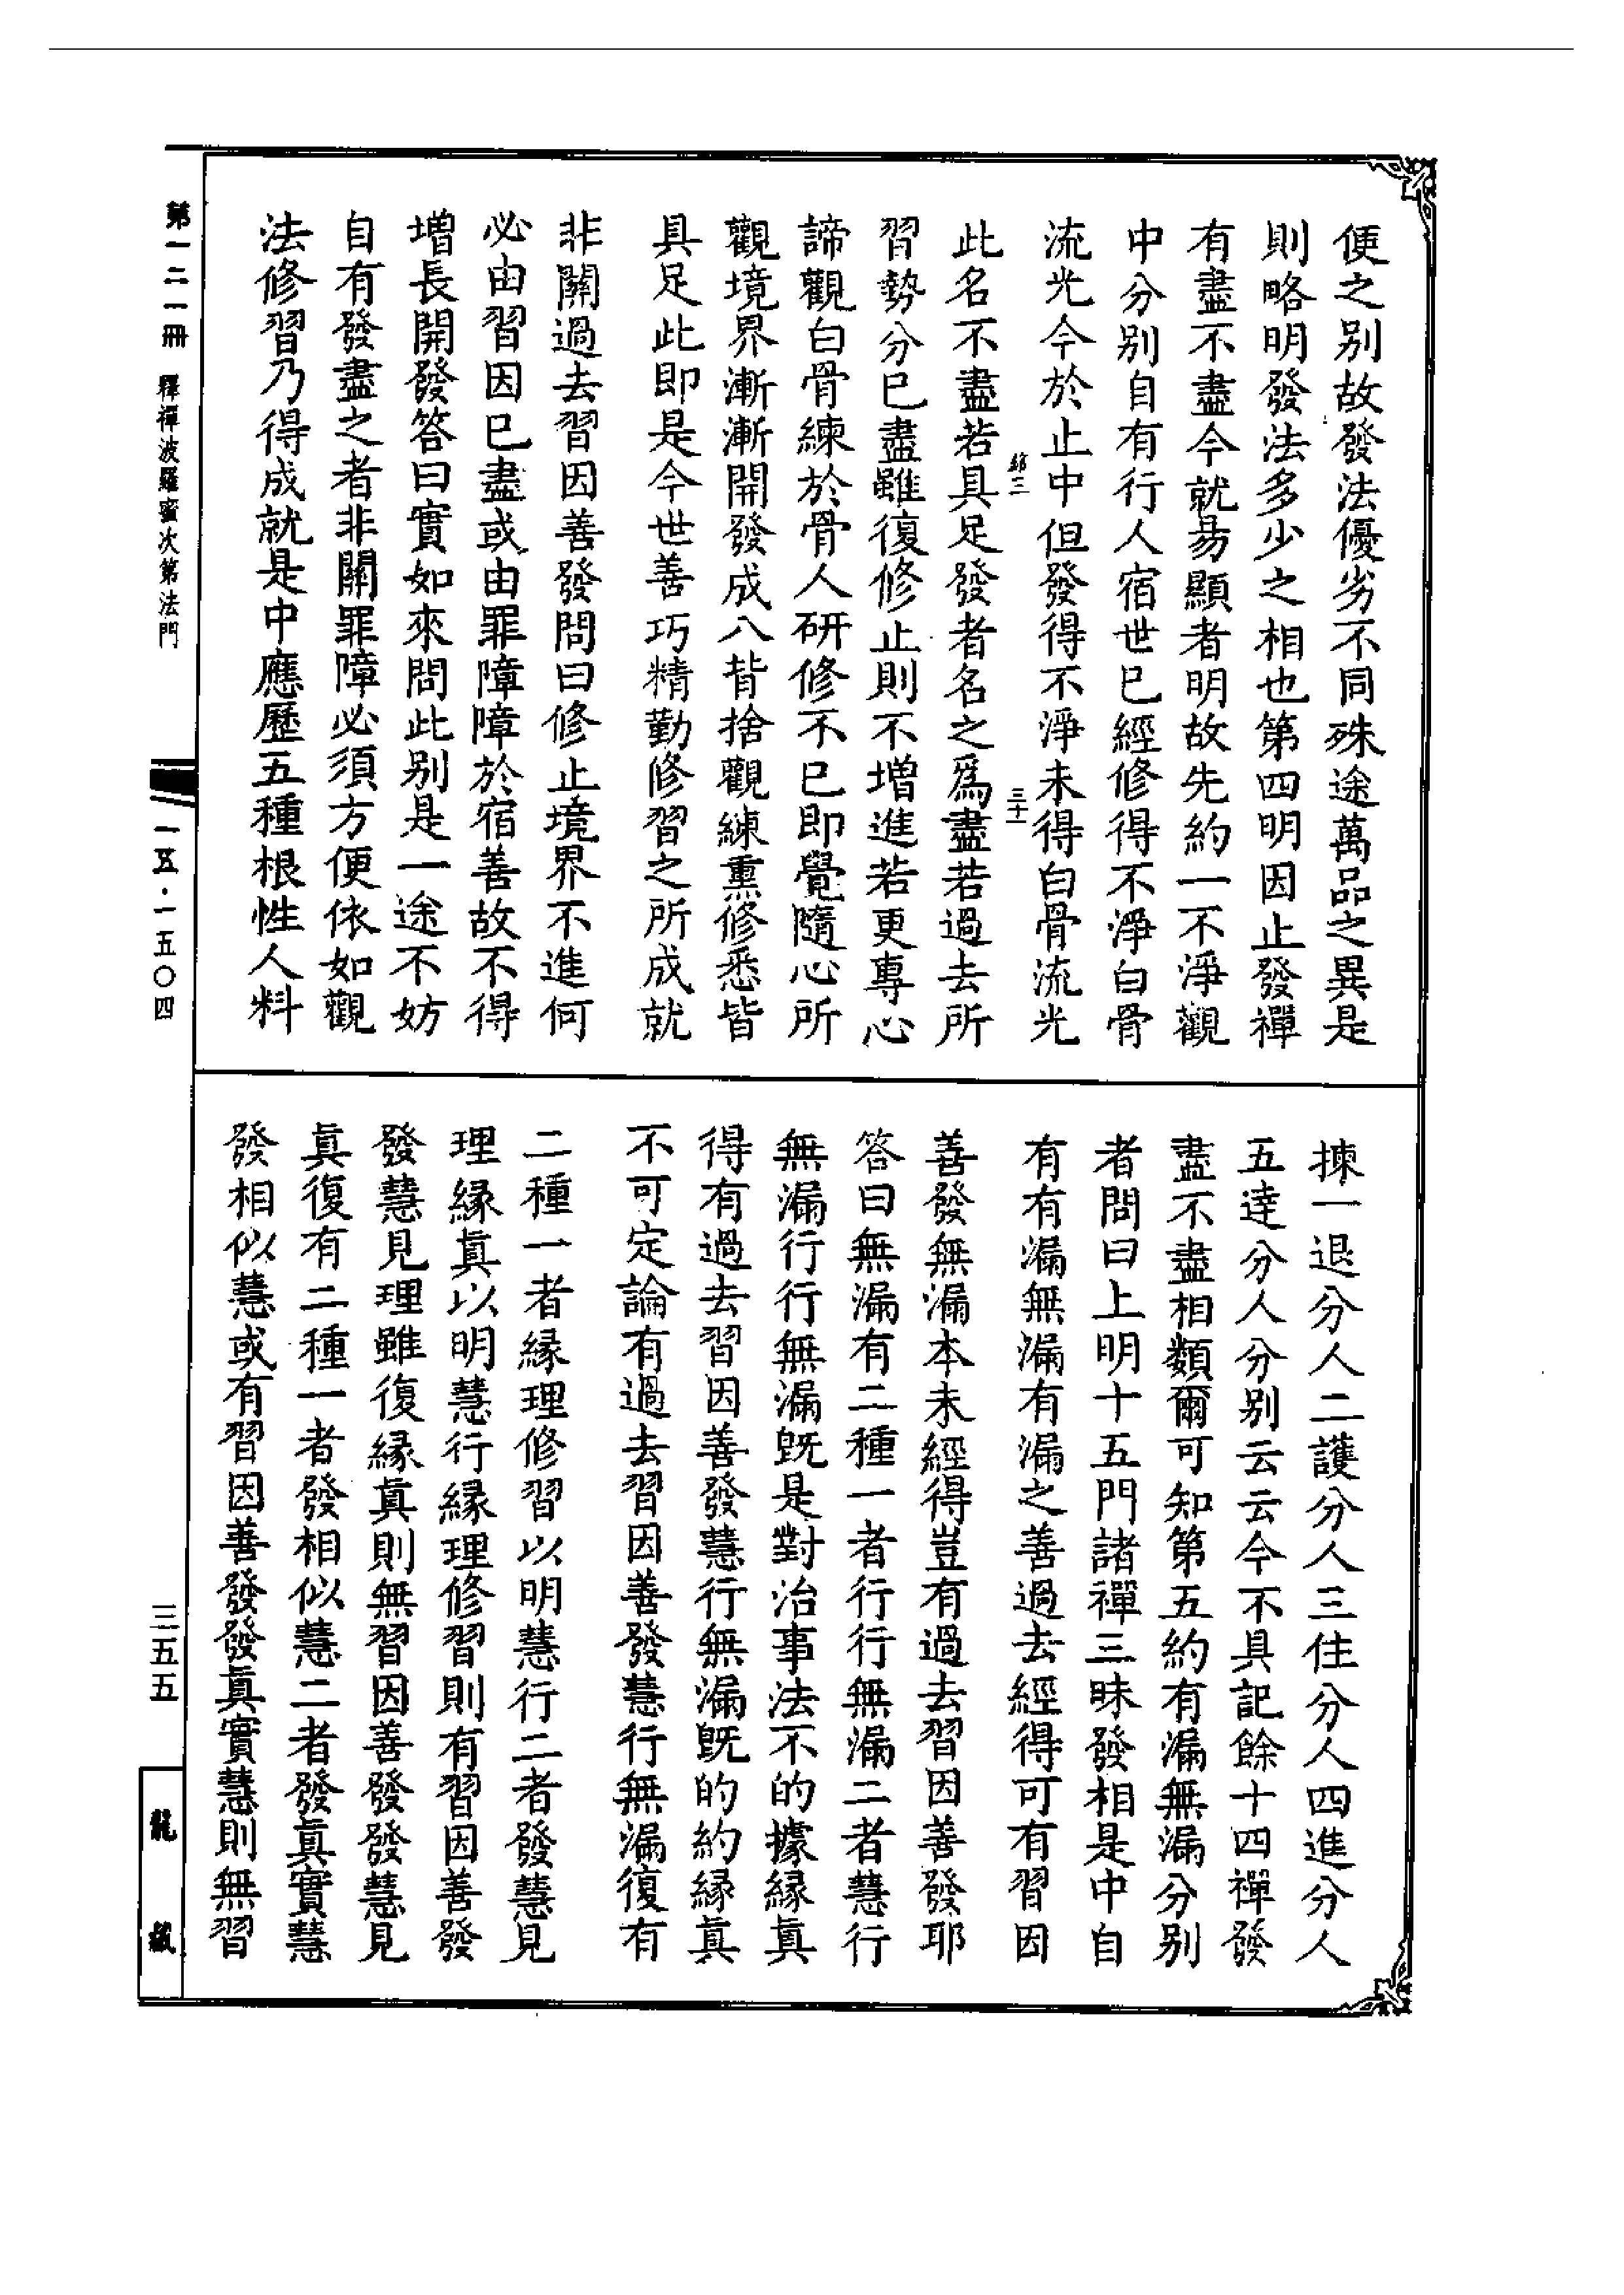 便之别故發法優劣不同殊途萬品之異是
則略明發法多少之相也第四明因止發禪
有盡不盡今就易顯者明故先約一不淨觀
中分别自有行人宿世已經修得不淨白骨
流光今於止中但發得不淨未得白骨流光
三十一
此名不盡若具足發者名之爲盡若過去所
習勢分已盡雖復修止則不增進若更專心
諦觀白骨練於骨人研修不已即覺隨心所
觀境界漸漸開發成八背捨觀練熏修悉皆
具足此即是今世善巧精勤修習之所成就
非關過去習因善發問曰修止境界不進何
必由習因已盡或由罪障障於宿善故不得
增長開發答曰實如來問此别是一途不妨
自有發盡之者非關罪障必須方便依如觀
法修習乃得成就是中應歷五種根性人料
揀一退分人二護分人三住分人四進分人
五達分人分别云云今不具記餘十四禪發
盡不盡相類爾可知第五約有漏無漏分别
者問曰上明十五門諸禪三昧發相是中自
有有漏無漏有漏之善過去經得可有習因
善發無漏本未經得豈有過去習因善發耶
答曰無漏有二種一者行行無漏二者慧行
無漏行行無漏既是對治事法不的據緣真
得有過去習因善發慧行無漏既的約緣真
不可定論有過去習因善發慧行無漏復有
二種一者緣理修習以明慧行二者發慧見
理緣真以明慧行緣理修習則有習因善發
發慧見理雖復緣真則無習因善發發慧見
真復有二種一者發相似慧二者發真實慧
發相似慧或有習因善發發真實慧則無習
第一二一冊 釋禪波羅蜜次第法門
一五·一五〇四
三五五
龍藏